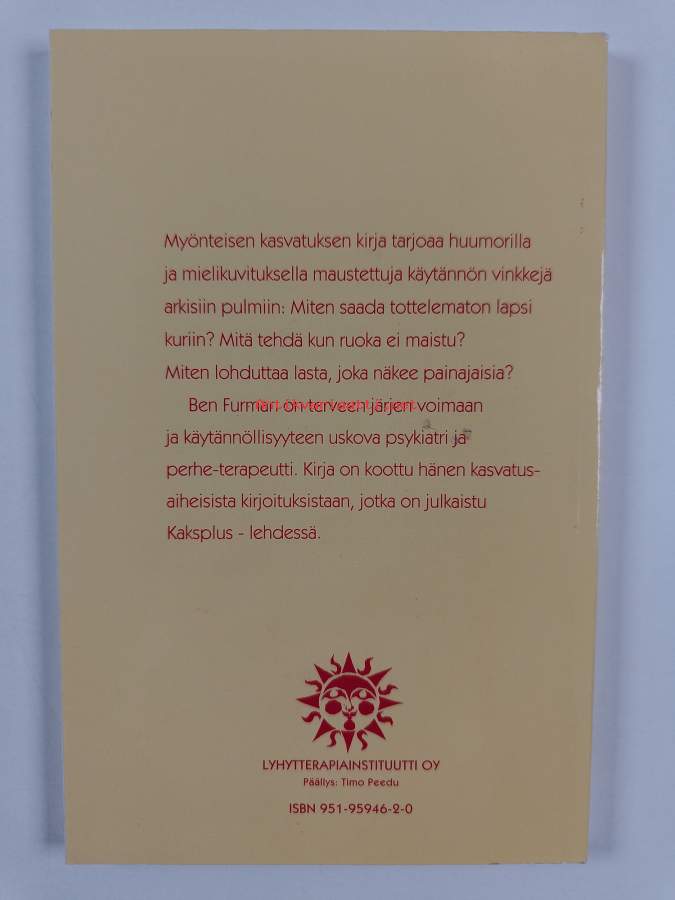 Myönteisen kasvatuksen kirja tarjoaa huumorilla
ja mielikuvituksella maustettuja käytännön vinkkejä
arkisiin pulmiin: Miten saada tottelematon lapsi
kuriin? Mitä tehdä kun ruoka ei maistu?
Miten lohduttaa lasta, joka näkee painajaisia?
Ben Furman on terveen järjen voimaan
ja käytännöllisyyteen uskova psykiatri ja
perhe-terapeutti. Kirja on koottu hänen kasvatus-
aiheisista kirjoituksistaan, jotka on julkaistu
Kaksplus - lehdessä.
LYHYTTERAPIAINSTITUUTTI OY
Päällys: Timo Peedu
ISBN 951-95946-2-0